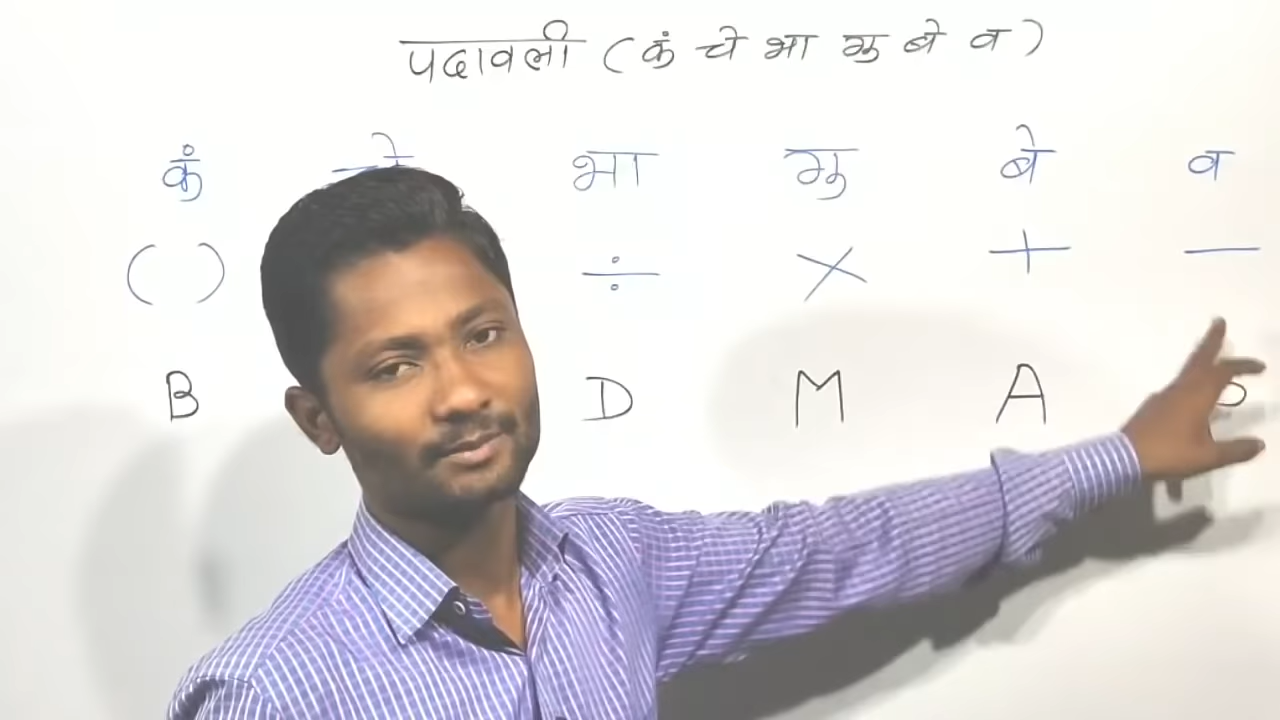 पदावली ( कं चे भा गु बे व )
कं चे भा गु बे व
( ) ÷ × + −
B D M A S